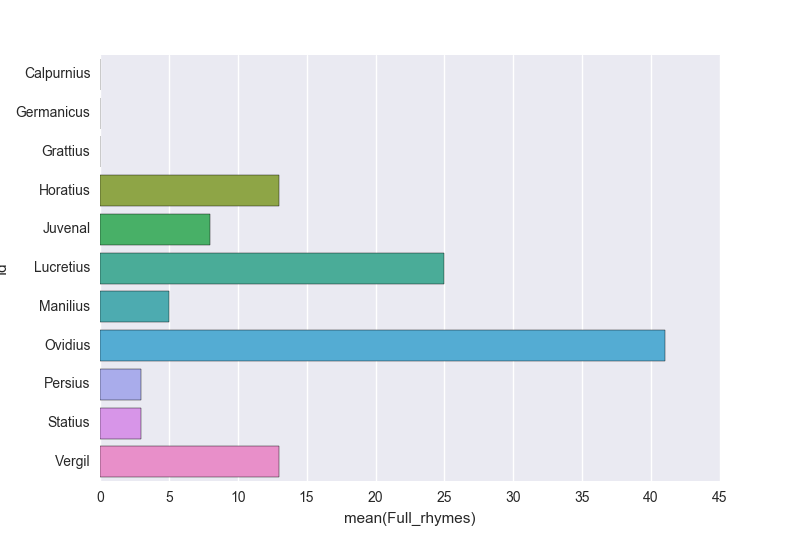 Calpurnius
Germanicus
Grattius
Horatius
Juvenal
Lucretius
Manilius
Ovidius
Persius
Statius
Vergil
0 5 10 15 20 25 30 35 40 45
mean(Full_rhymes)